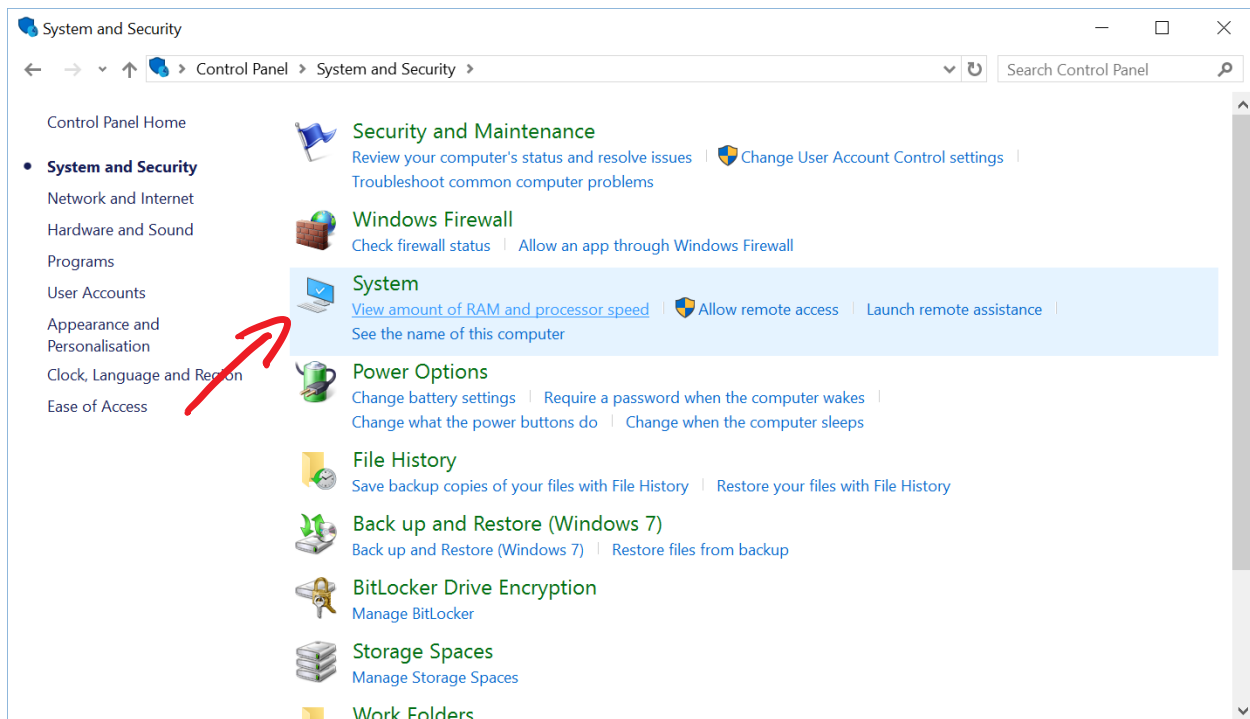 System and Security
Control Panel > System and Security >
Search Control Panel
Control Panel Home
System and Security
Network and Internet
Hardware and Sound
Programs
User Accounts
Appearance and
Personalisation
Clock, Language and Region
Ease of Access
Security and Maintenance
Review your computer's status and resolve issues
Change User Account Control settings
Troubleshoot common computer problems
Windows Firewall
Check firewall status
Allow an app through Windows Firewall
System
View amount of RAM and processor speed
Allow remote access
Launch remote assistance
See the name of this computer
Power Options
Change battery settings
Require a password when the computer wakes
Change what the power buttons do
Change when the computer sleeps
File History
Save backup copies of your files with File History
Restore your files with File History
Back up and Restore (Windows 7)
Back up and Restore (Windows 7)
Restore files from backup
BitLocker Drive Encryption
Manage BitLocker
Storage Spaces
Manage Storage Spaces
Work Folders